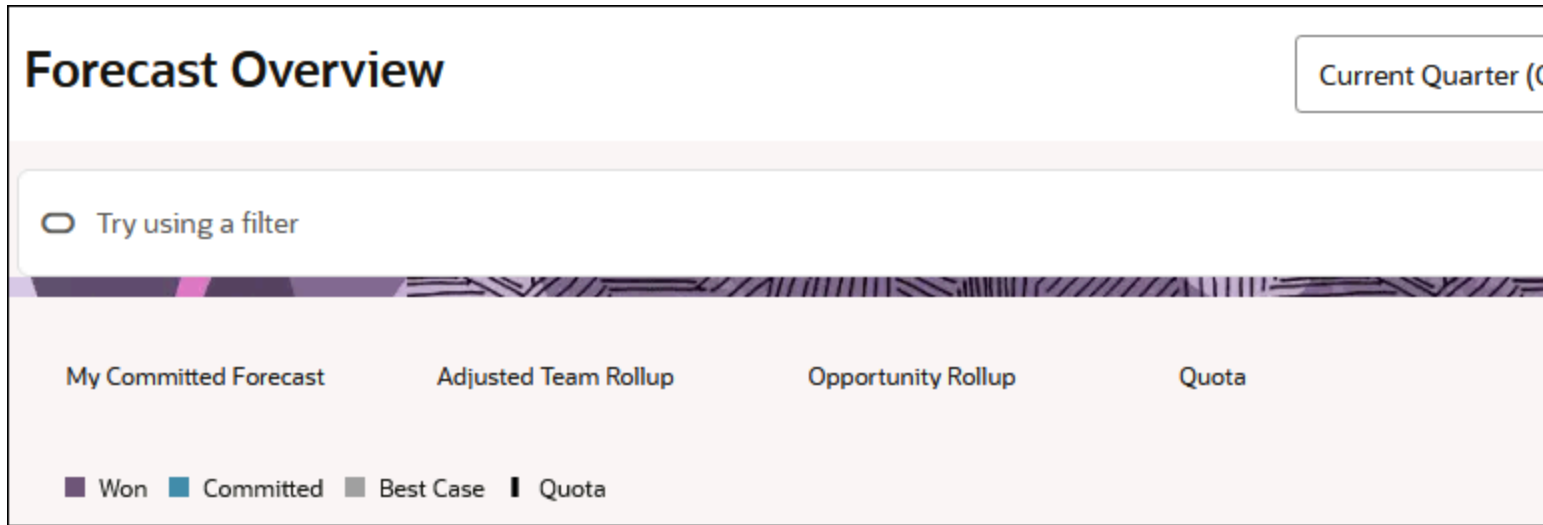 Forecast Overview
Current Quarter (
Try using a filter
My Committed Forecast Adjusted Team Rollup Opportunity Rollup Quota
Won Committed Best Case Quota